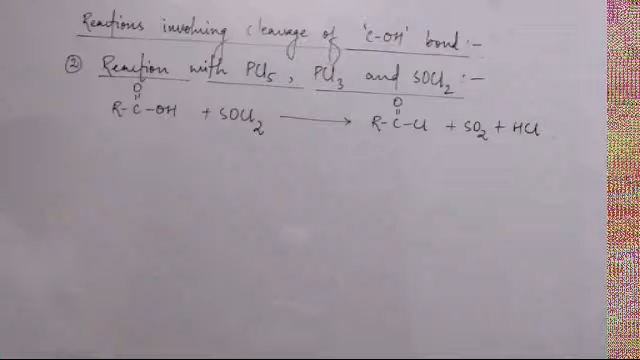 Reactions involving cleavage of 'C-OH' bond :-
② Reaction with PCl5, PCl3 and SOCl2 :-
O O
R-C-OH + SOCl2 → R-C-Cl + SO2 + HCl